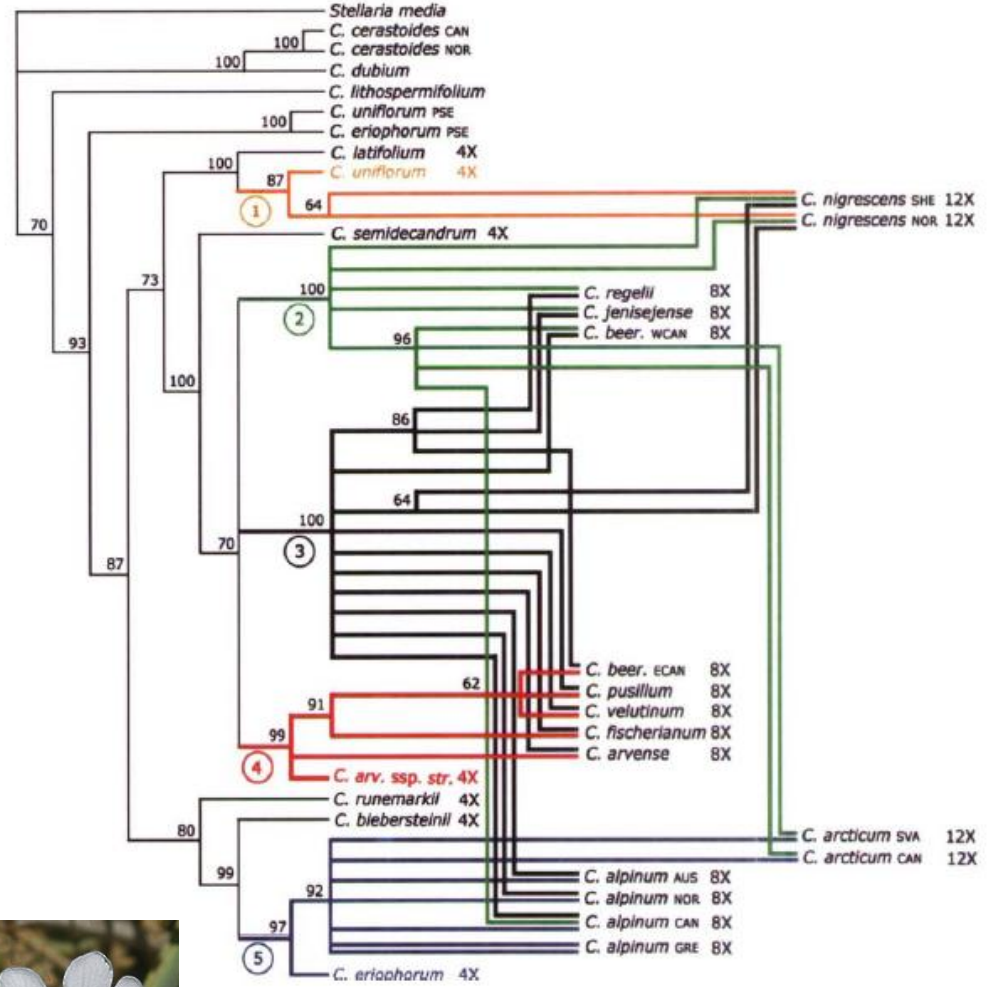 Stellaria media
C. cerastoides CAN
100
C. cerastoides NOR
100
C. dubium
C. lithospermifolium
C. uniflorum PSE
100
C. eriophorum PSE
C. latifolium 4X
100
C. uniflorum 4X
87
1
64
C. nigrescens SHE 12X
C. nigrescens NOR 12X
70
C. semidecandrum 4X
73
100
2
C. regelii 8X
C. jenisejense 8X
C. beer. WCAN 8X
96
93
100
86
64
100
3
70
87
C. beer. ECAN 8X
62
C. pusillum 8X
91
C. velutinum 8X
C. fischerianum 8X
99
C. arvense 8X
4
C. arv. ssp. str. 4X
C. runemarkii 4X
80
C. biebersteinii 4X
C. arcticum SVA 12X
C. arcticum CAN 12X
99
C. alpinum AUS 8X
92
C. alpinum NOR 8X
C. alpinum CAN 8X
97
C. alpinum GRE 8X
5
C. eriophorum 4X